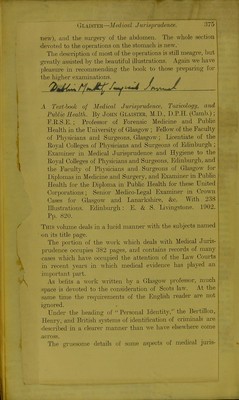 GLAISTER—Medical Jurisprudence. 375
tsew), and the surgery of the abdomen. The whole section
devoted to the operations on the stomach is new.
The description of most of the operations is still meagre, but
greatly assisted by the beautiful illustrations. Again we have
pleasure in recommending the book to those preparing for
the higher examinations.
Dublin Journal
A Text-book of Medical Jurisprudence, Toxicology, and
Public Health. By JOHN GLAISTER, M.D., D.P.H. (Camb.);
F.R.S.E.; Professor of Forensic Medicine and Public
Health in the University of Glasgow; Fellow of the Faculty
of Physicians and Surgeons, Glasgow; Licentiate of the
Royal Colleges of Physicians and Surgeons of Edinburgh;
Examiner in Medical Jurisprudence and Hygiene to the
Royal Colleges of Physicians and Surgeons, Edinburgh, and
the Faculty of Physicians and Surgeons of Glasgow for
Diplomas in Medicine and Surgery, and Examiner in Public
Health for the Diploma in Public Health for these United
Corporations; Senior Medico-Legal Examiner in Crown
Cases for Glasgow and Lanarkshire, &c. With 238
Illustrations. Edinburgh: E. & S. Livingstone. 1902.
Pp. 820.
THIS volume deals in a lucid manner with the subjects named
on its title page.
The portion of the work which deals with Medical Juris-
prudence occupies 382 pages, and contains records of many
cases which have occupied the attention of the Law Courts
in recent years in which medical evidence has played an
important part.
As befits a work written by a Glasgow professor, much
space is devoted to the consideration of Scots law. At the
same time the requirements of the English reader are not
ignored.
Under the heading of "Personal Identity," the Bertillon,
Henry, and British systems of identification of criminals are
described in a clearer manner than we have elsewhere come
across.
The gruesome details of some aspects of medical juris-